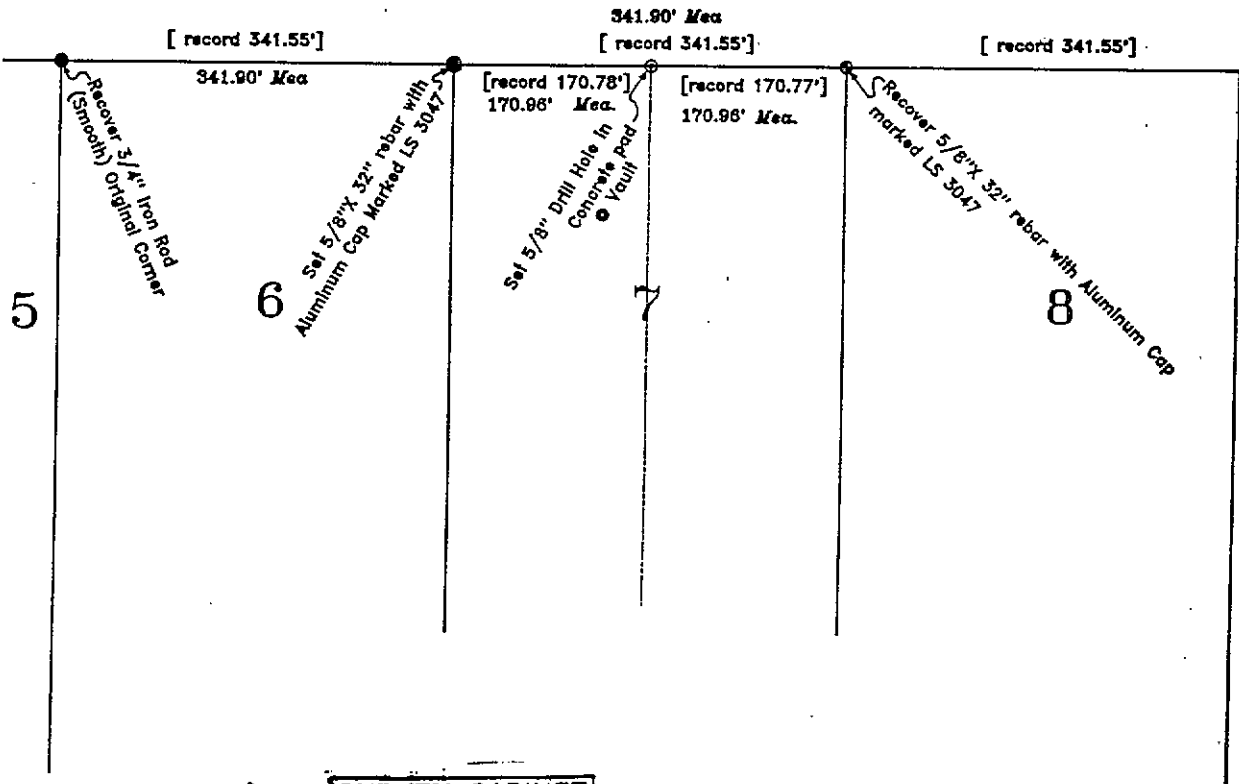 341.90' Mea
[ record 341.55']
[ record 341.55']
[ record 341.55']
341.90' Mea
[record 170.78']
170.96' Mea.
[record 170.77']
170.96' Mea.
Recover 3/4" Iron Rod
(Smooth) Original Corner
Set 5/8"X 32" rebar with
Aluminum Cap Marked LS 3047
Set 5/8" Drill Hole in
Concrete pad
@ Vault
Recover 5/8"X 32" rebar with Aluminum Cap
marked LS 3047
5
6
7
8